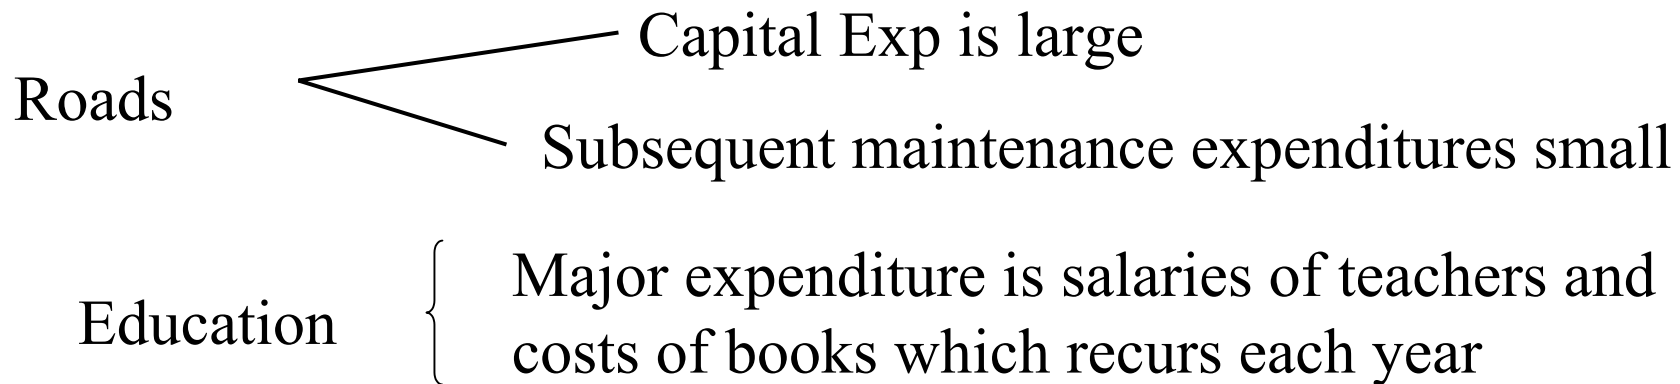 Roads
Capital Exp is large
Subsequent maintenance expenditures small
Education
Major expenditure is salaries of teachers and
costs of books which recurs each year